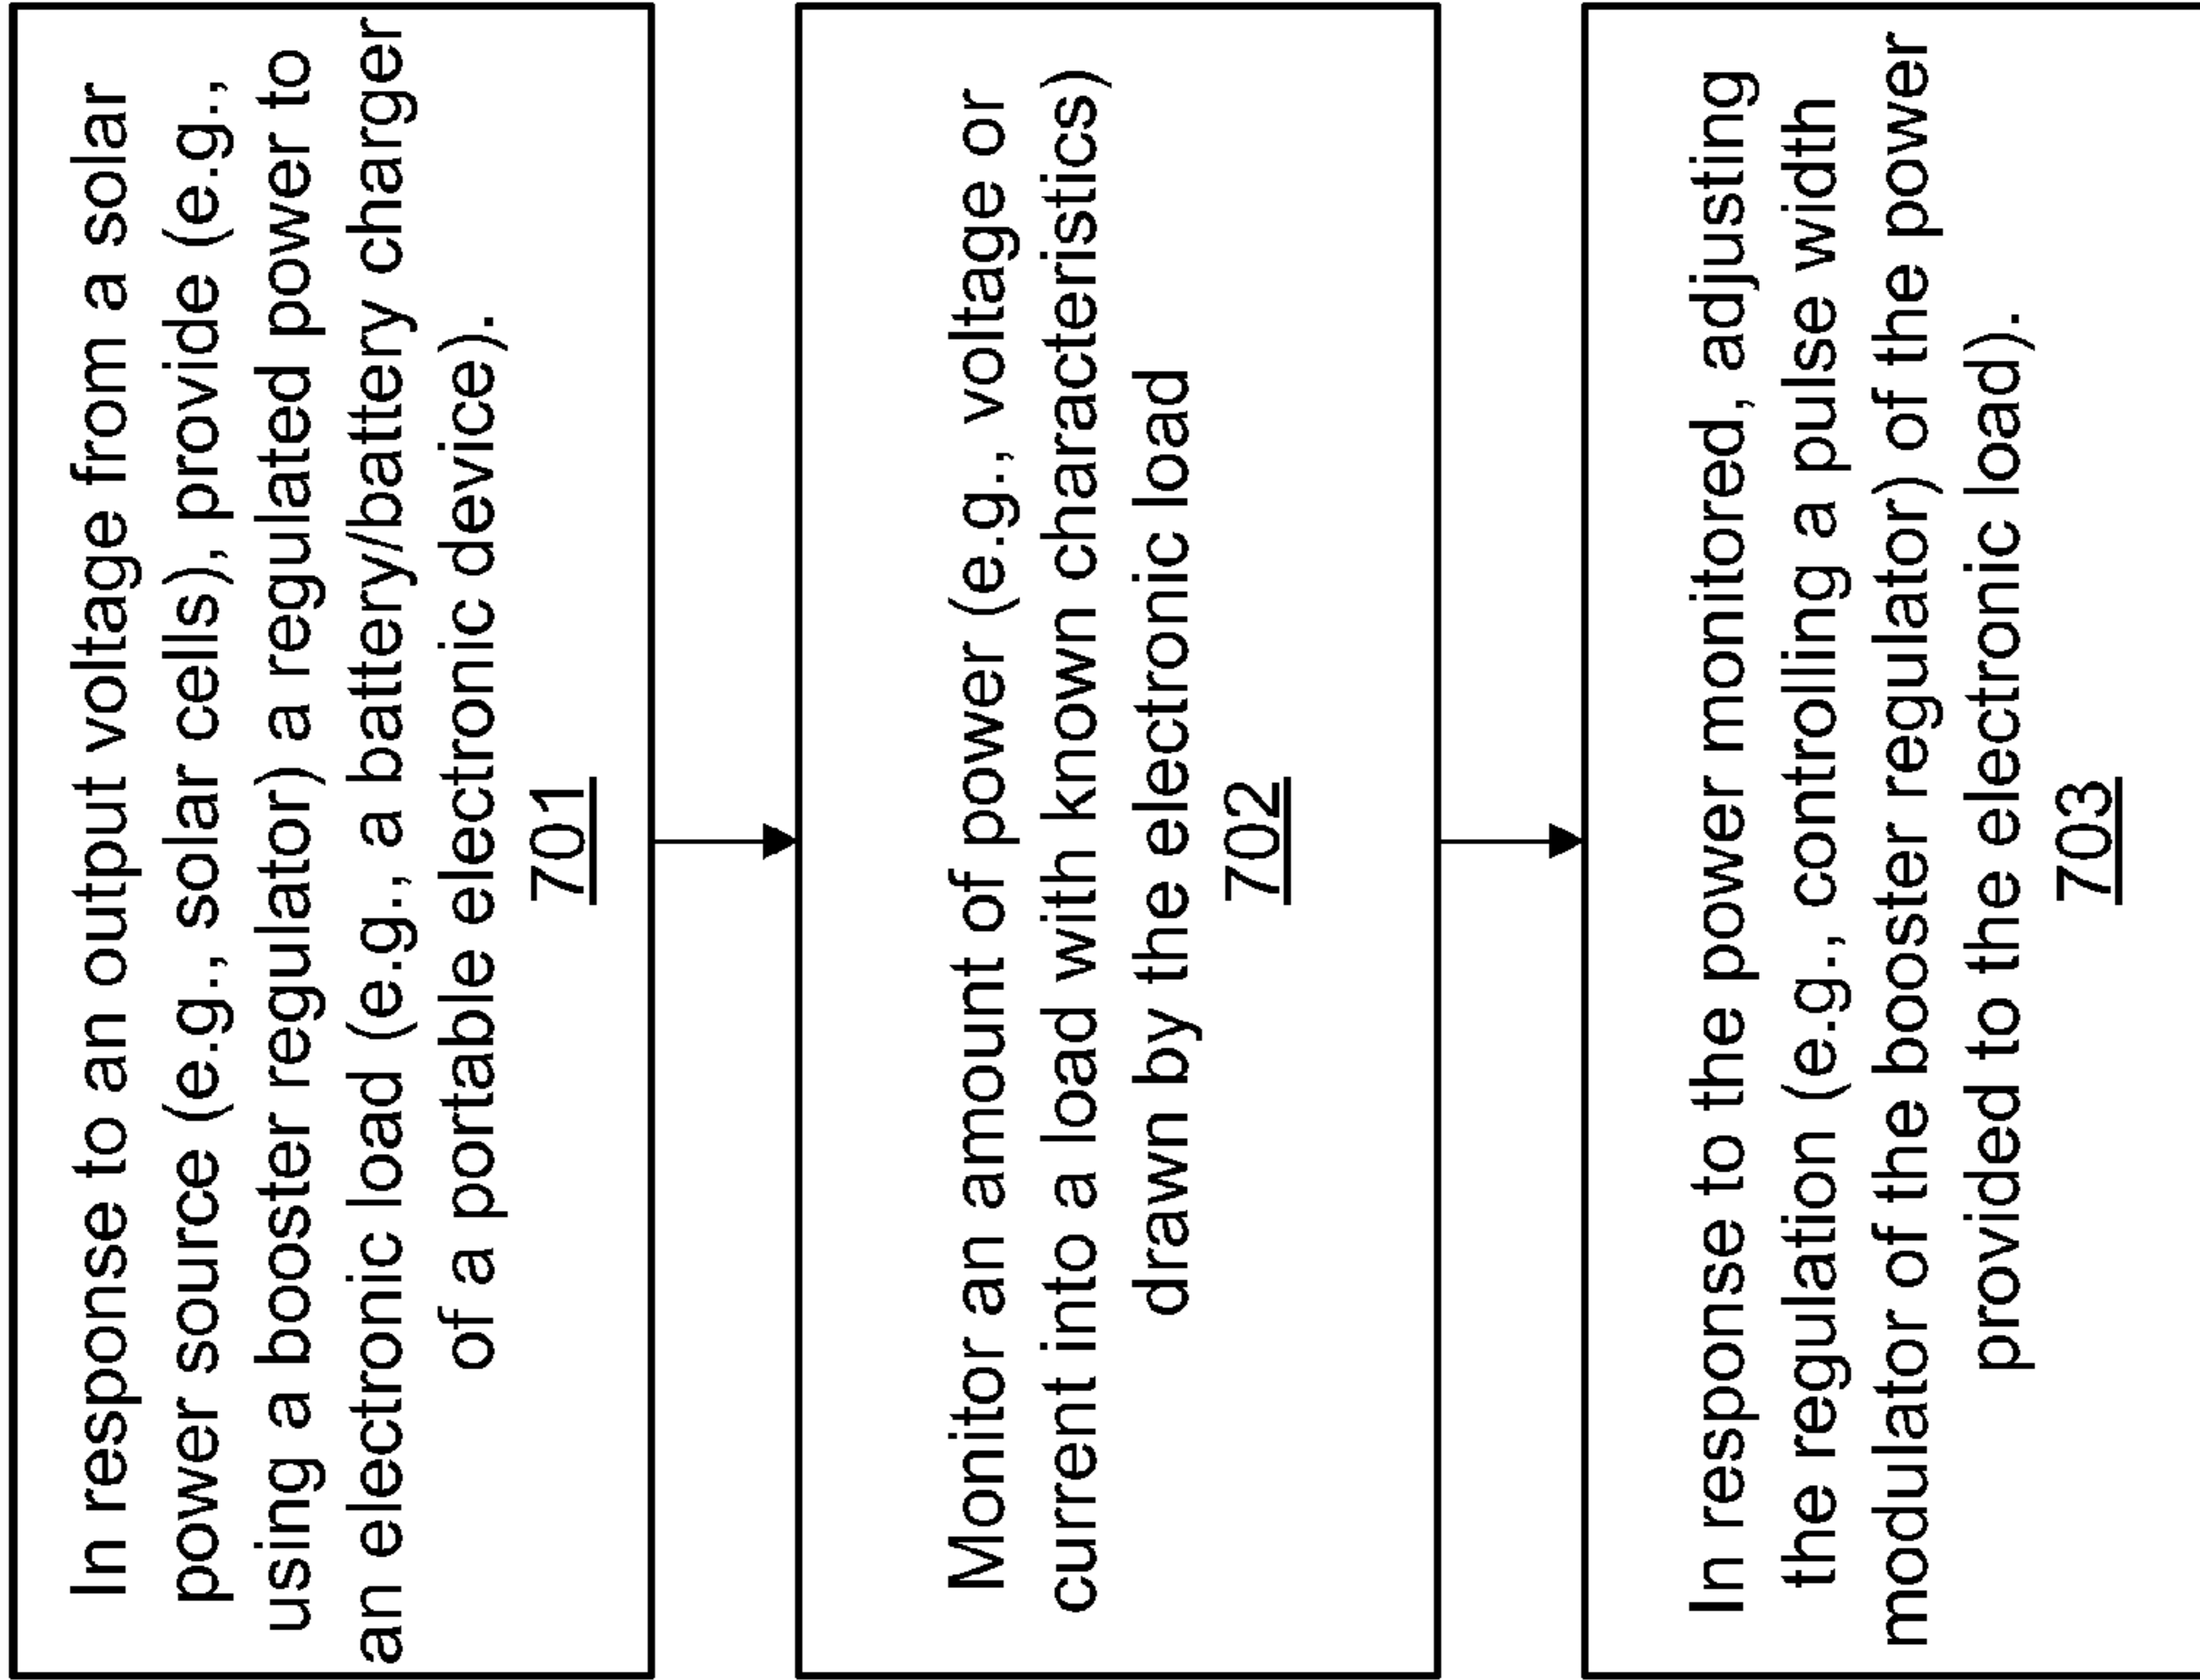 In response to an output voltage from a solar
power source (e.g., solar cells), provide (e.g.,
using a booster regulator) a regulated power to
an electronic load (e.g., a battery/battery charger
of a portable electronic device).
701
Monitor an amount of power (e.g., voltage or
current into a load with known characteristics)
drawn by the electronic load
702
In response to the power monitored, adjusting
the regulation (e.g., controlling a pulse width
modulator of the booster regulator) of the power
provided to the electronic load).
703